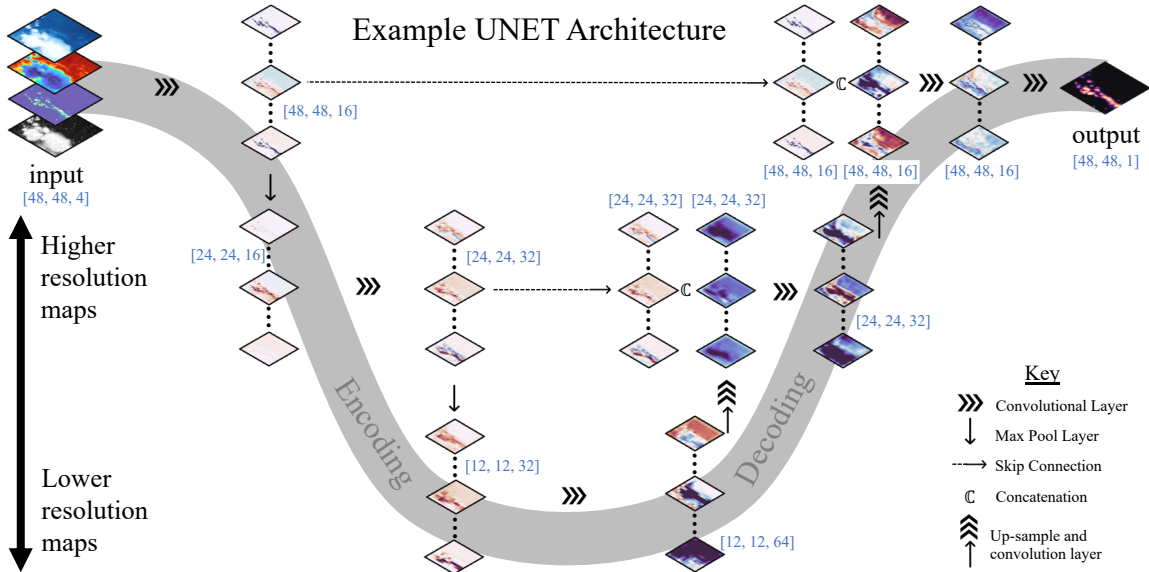 Example UNET Architecture
input
[48, 48, 4]
[48, 48, 16]
ℂ
[48, 48, 16]
[48, 48, 16]
[48, 48, 16]
output
[48, 48, 1]
Higher
resolution
maps
[24, 24, 16]
[24, 24, 32]
[24, 24, 32]
[24, 24, 32]
ℂ
[24, 24, 32]
Encoding
Decoding
Lower
resolution
maps
[12, 12, 32]
[12, 12, 64]
Key
Convolutional Layer
Max Pool Layer
Skip Connection
ℂ Concatenation
Up-sample and
convolution layer